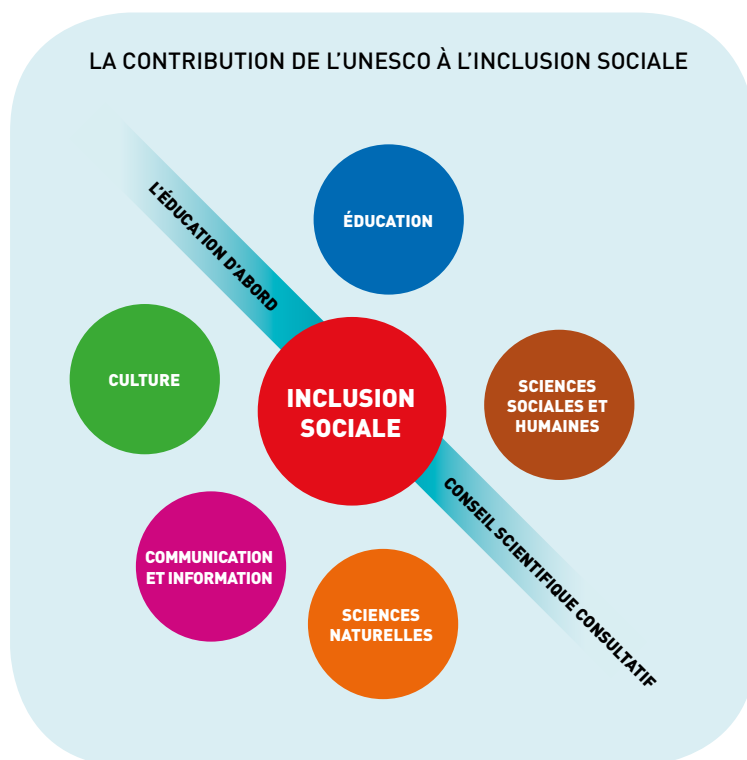 LA CONTRIBUTION DE L'UNESCO À L'INCLUSION SOCIALE
L'ÉDUCATION D'ABORD
ÉDUCATION
CULTURE
INCLUSION
SOCIALE
SCIENCES
SOCIALES ET
HUMAINES
CONSEIL SCIENTIFIQUE CONSULTATIF
COMMUNICATION
ET INFORMATION
SCIENCES
NATURELLES